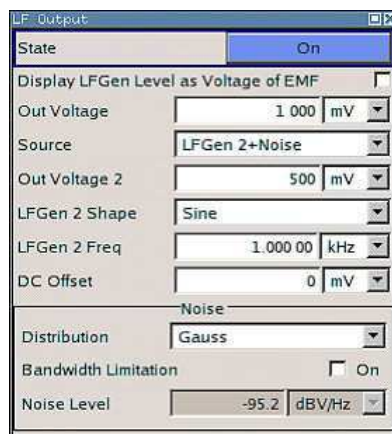 LF Output
State On
Display LFGen Level as Voltage of EMF
Out Voltage 1 000 mV
Source LFGen 2+Noise
Out Voltage 2 500 mV
LFGen 2 Shape Sine
LFGen 2 Freq 1.000 00 kHz
DC Offset 0 mV
Noise
Distribution Gauss
Bandwidth Limitation On
Noise Level -95.2 dBV/Hz